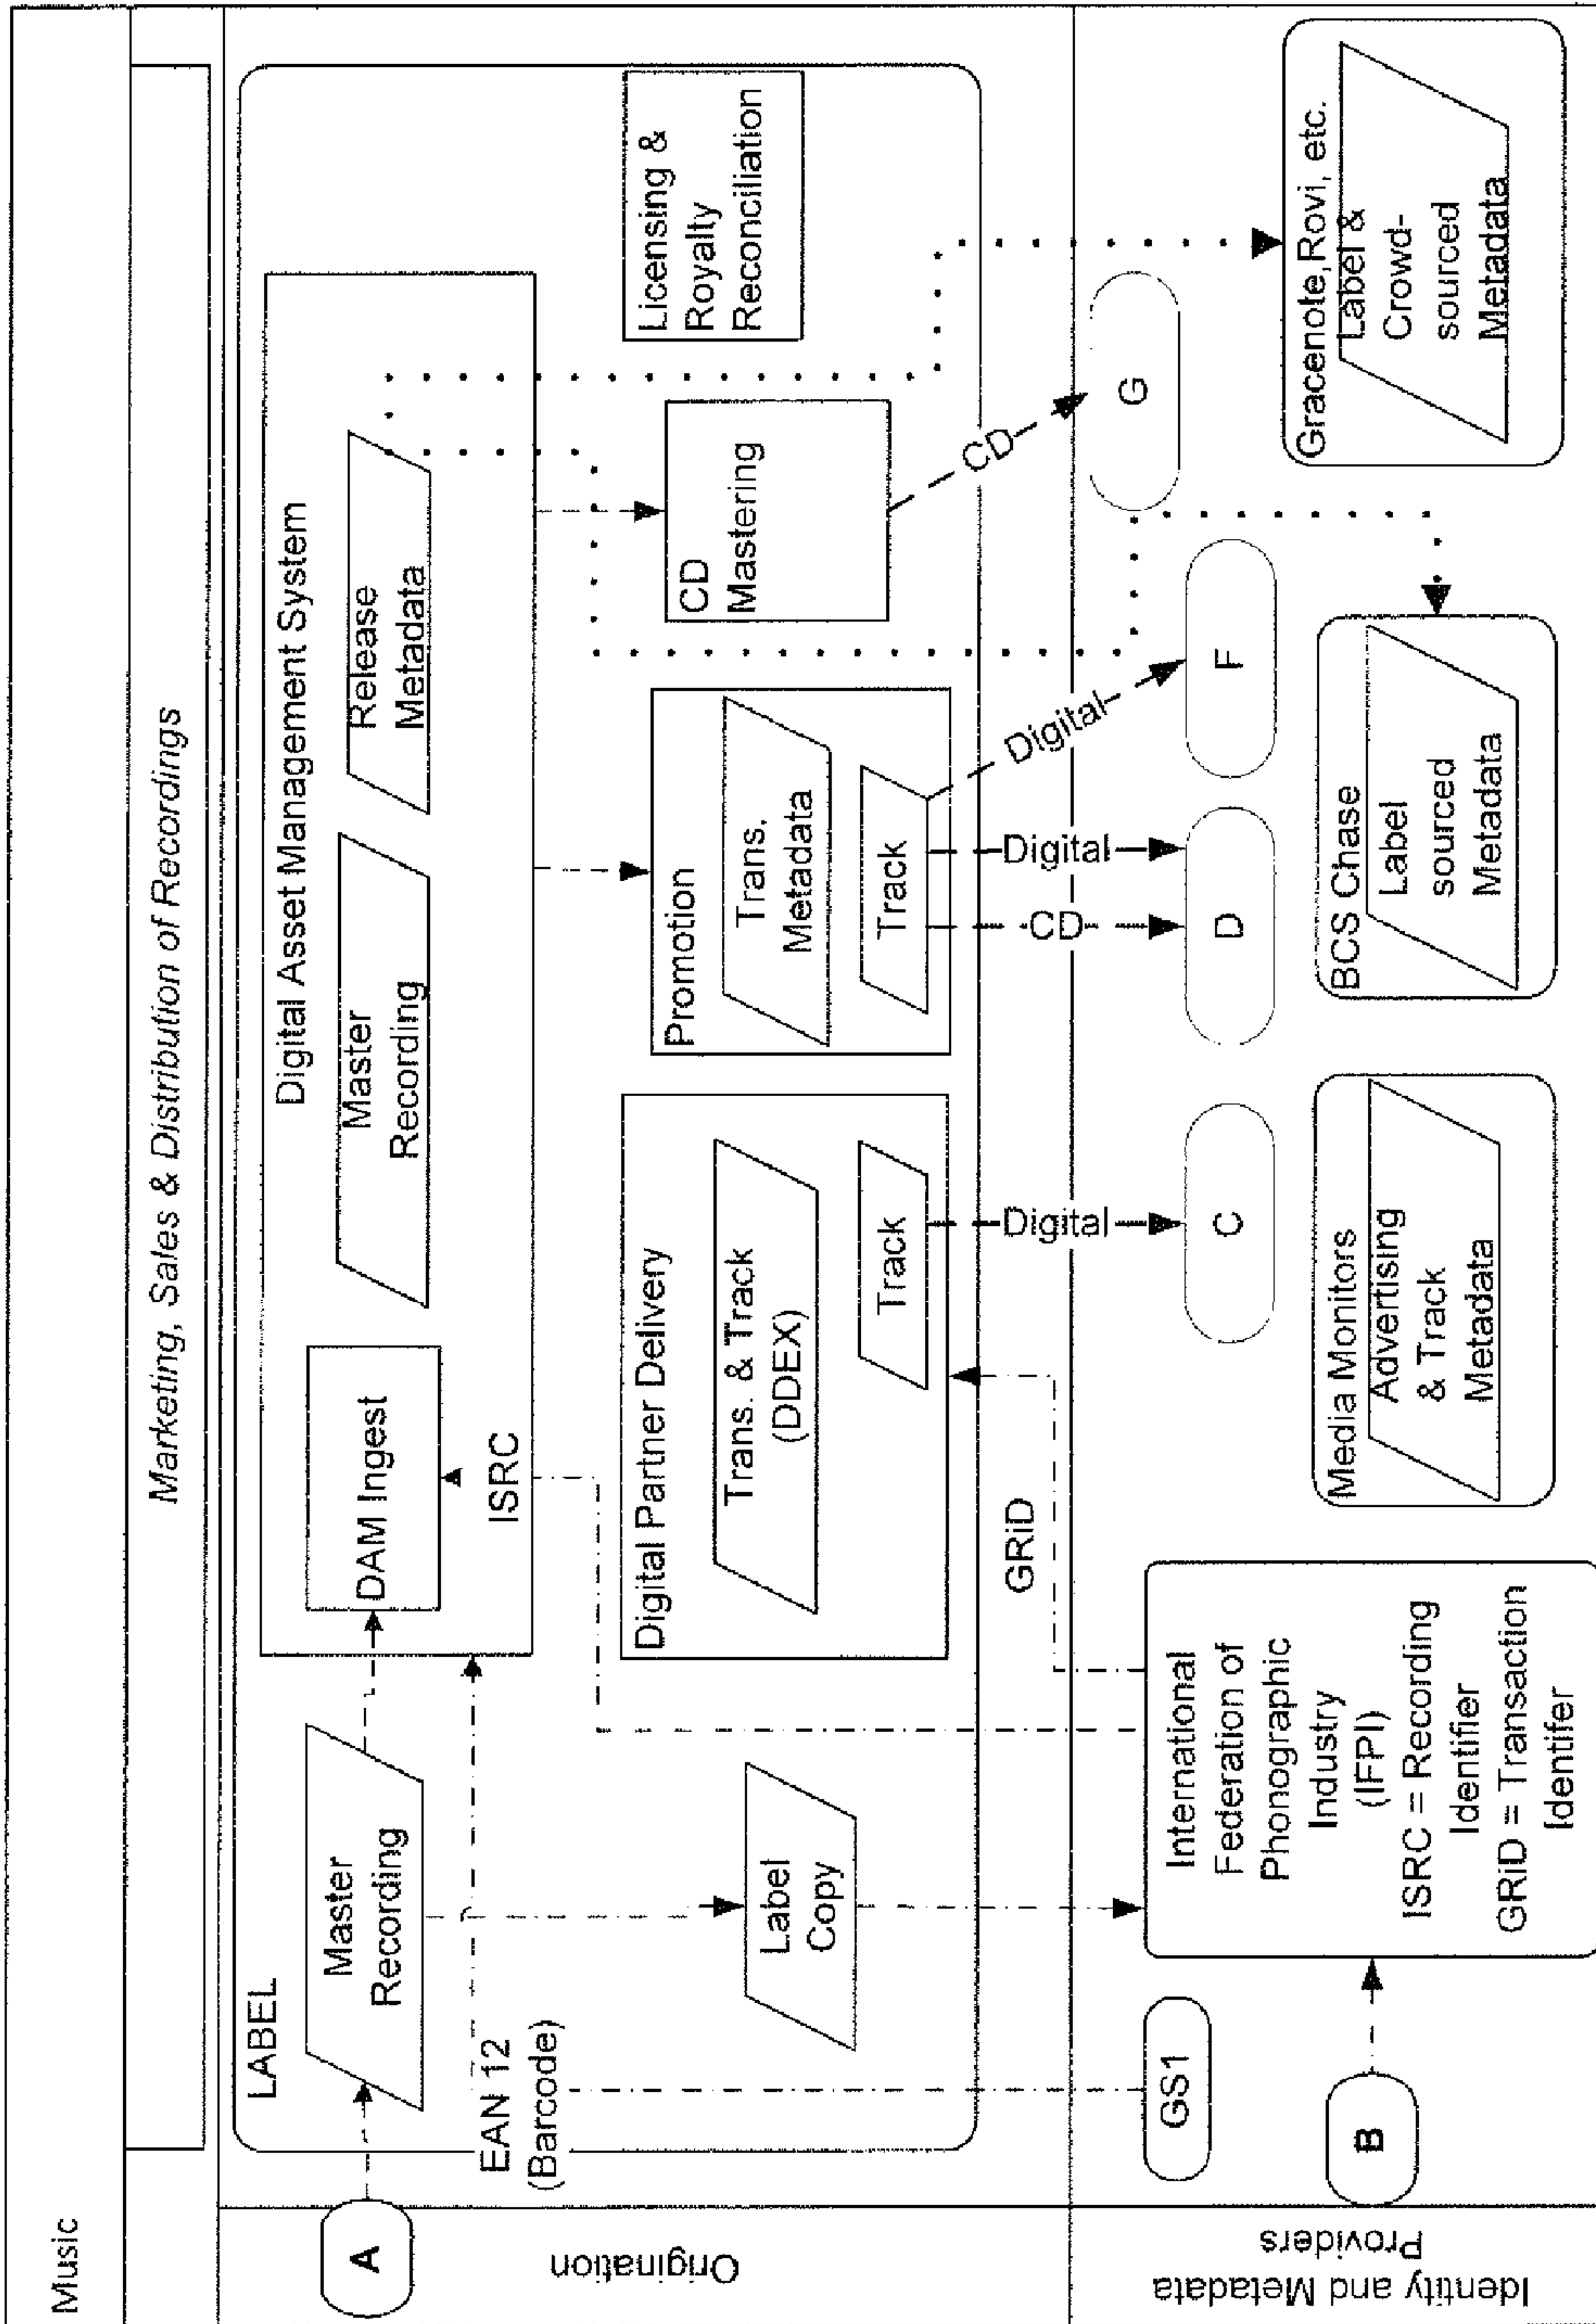 Music
Marketing, Sales & Distribution of Recordings
Origination
LABEL
A
Master
Recording
EAN 12
(Barcode)
Label
Copy
Digital Asset Management System
DAM Ingest
ISRC
Master
Recording
Release
Metadata
Digital Partner Delivery
Trans. & Track
(DDEX)
Track
Promotion
Trans.
Metadata
Track
CD
Mastering
Licensing &
Royalty
Reconciliation
GRiD
Digital
CD
Digital
Digital
CD
Identity and Metadata
Providers
GS1
B
International
Federation of
Phonographic
Industry
(IFPI)
ISRC = Recording
Identifier
GRiD = Transaction
Identifer
C
D
F
G
Media Monitors
Advertising
& Track
Metadata
BCS Chase
Label
sourced
Metadata
Gracenote,Rovi, etc.
Label &
Crowd-
sourced
Metadata